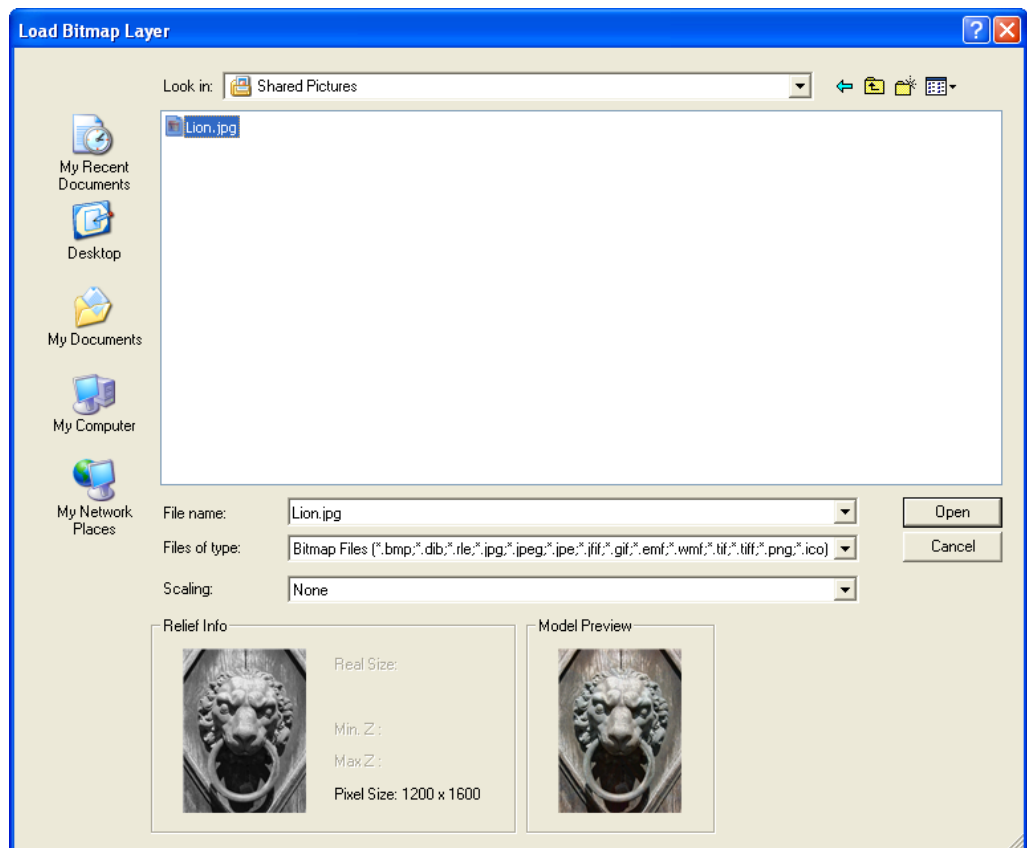 Load Bitmap Layer
Look in: Shared Pictures
Lion.jpg
My Recent
Documents
Desktop
My Documents
My Computer
My Network
Places
File name: Lion.jpg Open
Files of type: Bitmap Files (*.bmp;*.dib;*.rle;*.jpg;*.jpeg;*.jpe;*.jfif;*.gif;*.emf;*.wmf;*.tif;*.tiff;*.png;*.ico) Cancel
Scaling: None
Relief Info Model Preview
Real Size:
Min. Z :
Max Z :
Pixel Size: 1200 x 1600